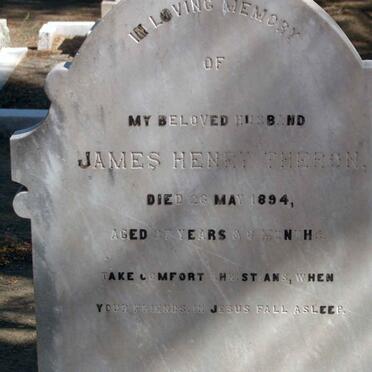 IN LOVING MEMORY
OF
MY BELOVED HUSBAND
JAMES HENRY THERON,
DIED 26 MAY 1894,
AGED YEARS & MONTHS.
TAKE COMFORT CHRISTIANS, WHEN
YOUR FRIENDS IN JESUS FALL ASLEEP.